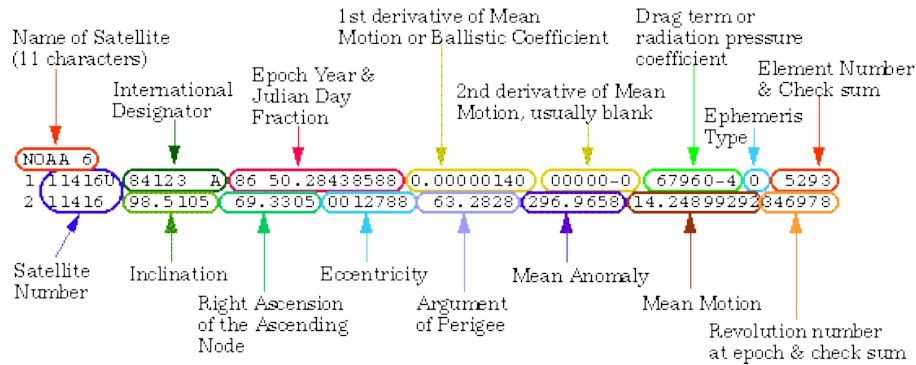 Name of Satellite
(11 characters)
International
Designator
Epoch Year &
Julian Day
Fraction
1st derivative of Mean
Motion or Ballistic Coefficient
2nd derivative of Mean
Motion, usually blank
Drag term or
radiation pressure
coefficient
Ephemeris
Type
Element Number
& Check sum
NOAA 6
1 11416U 84123 A 86 50.28438588 0.00000140 00000-0 67960-4 0 5293
2 11416 98.5105 69.3305 0012788 63.2828 296.9658 14.24899292346978
Satellite
Number
Inclination
Right Ascension
of the Ascending
Node
Eccentricity
Argument
of Perigee
Mean Anomaly
Mean Motion
Revolution number
at epoch & check sum